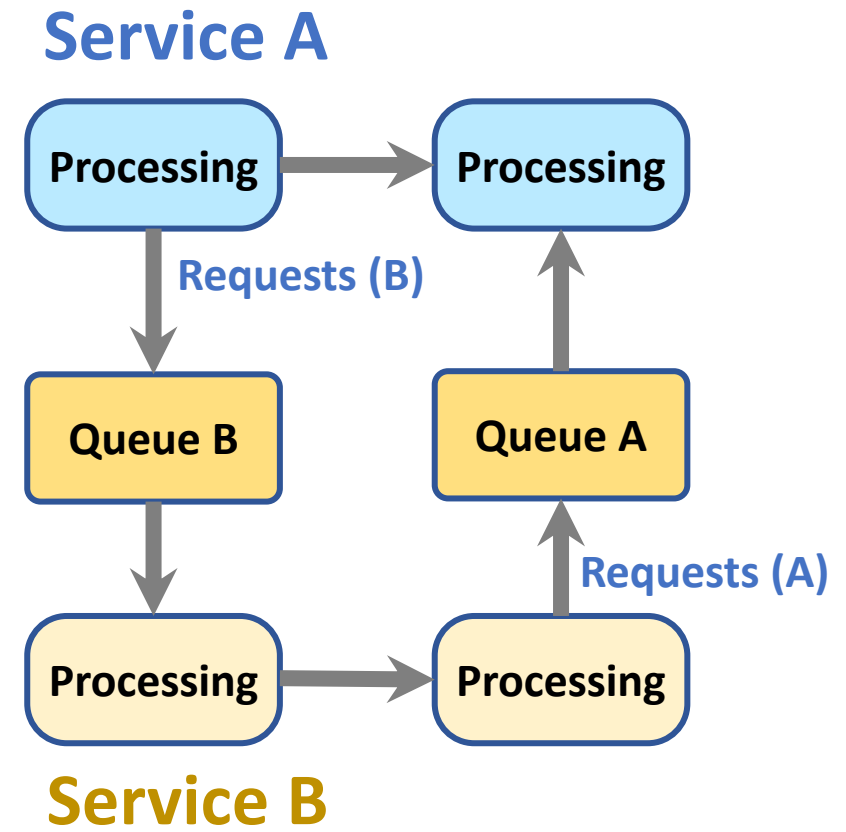 Service A
Processing
Processing
Requests (B)
Queue B
Queue A
Requests (A)
Processing
Processing
Service B